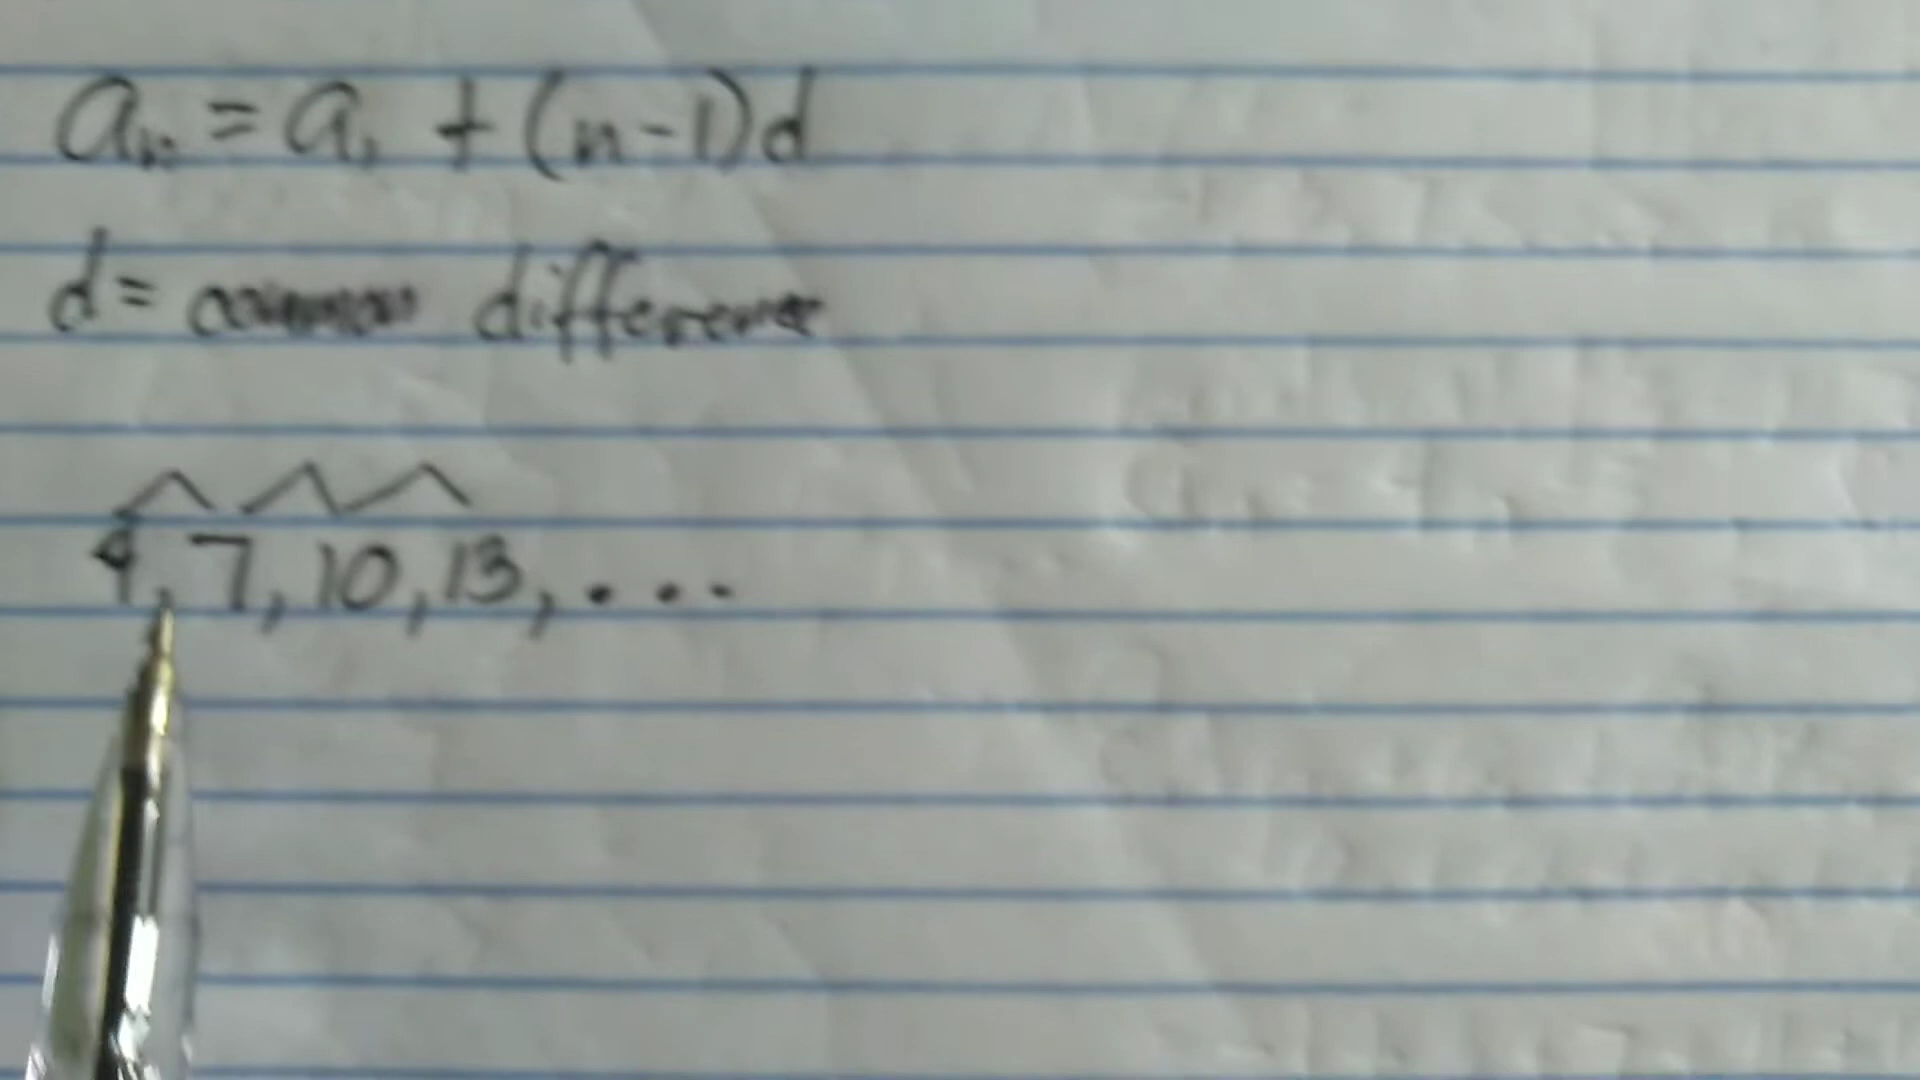 aₙ = a₁ + (n-1)d
d = common difference
4, 7, 10, 13, . . .